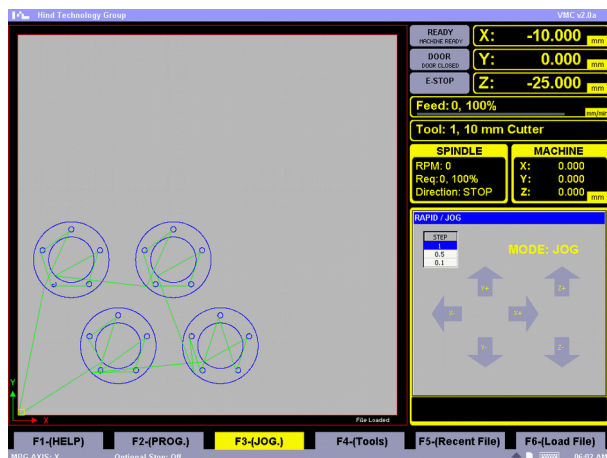 Hind Technology Group
VMC v2.0a
READY
MACHINE READY
X: -10.000 mm
DOOR
DOOR CLOSED
Y: 0.000 mm
E-STOP
Z: -25.000 mm
Feed: 0, 100%
mm/min
Tool: 1, 10 mm Cutter
SPINDLE
RPM: 0
Req: 0, 100%
Direction: STOP
MACHINE
X: 0.000
Y: 0.000
Z: 0.000
mm
RAPID / JOG
STEP
1
0.5
0.1
MODE: JOG
Y+
Z+
X-
X+
Y-
Z-
Y
X
File Loaded
F1-(HELP)
F2-(PROG.)
F3-(JOG.)
F4-(Tools)
F5-(Recent File)
F6-(Load File)
MPG AXIS: X
Optional Stop: Off
06:02 AM